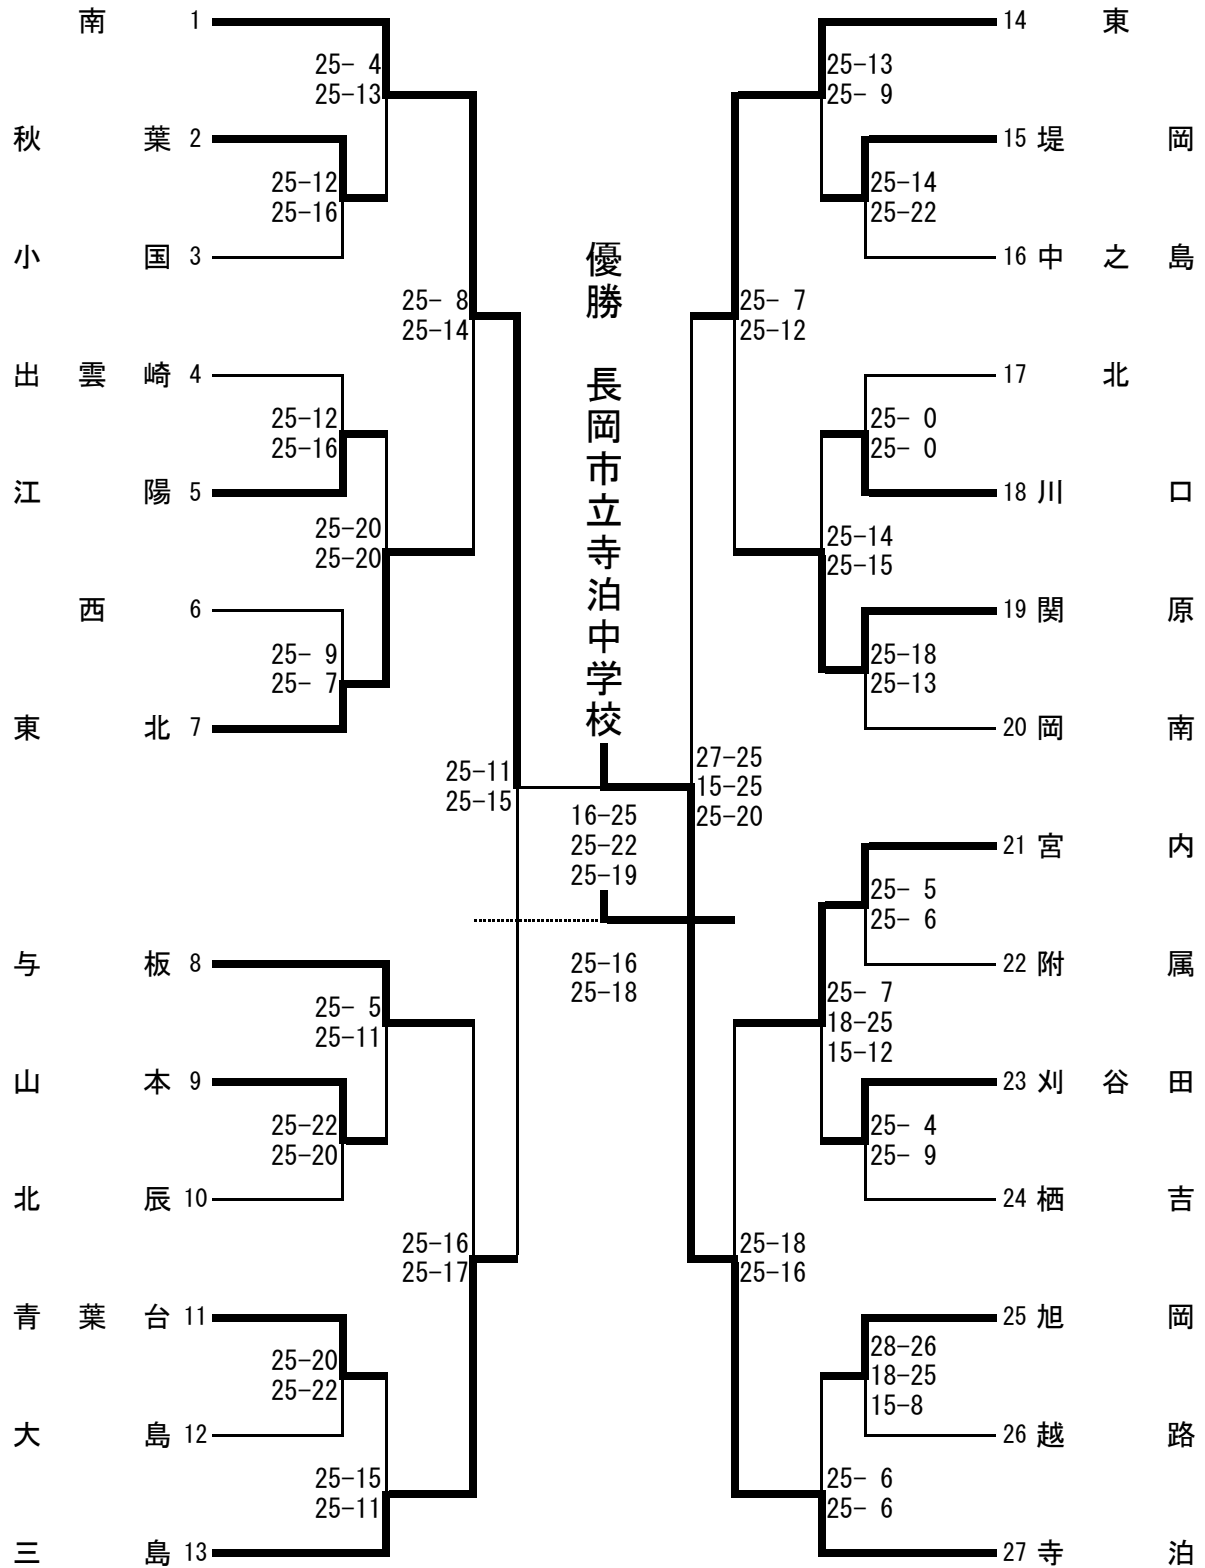 南 1
25- 4
25-13
秋葉 2
25-12
25-16
小国 3
25- 8
25-14
出雲崎 4
25-12
25-16
江陽 5
25-20
25-20
西 6
25- 9
25- 7
東北 7
25-11
25-15
与板 8
25- 5
25-11
山本 9
25-22
25-20
北辰 10
25-16
25-17
青葉台 11
25-20
25-22
大島 12
25-15
25-11
三島 13
優勝 長岡市立寺泊中学校
16-25
25-22
25-19
25-16
25-18
14 東
25-13
25- 9
15 堤岡
25-14
25-22
16 中之島
25- 7
25-12
17 北
25- 0
25- 0
18 川口
25-14
25-15
19 関原
25-18
25-13
20 岡南
27-25
15-25
25-20
21 宮内
25- 5
25- 6
22 附属
25- 7
18-25
15-12
23 刈谷田
25- 4
25- 9
24 栖吉
25-18
25-16
25 旭岡
28-26
18-25
15-8
26 越路
25- 6
25- 6
27 寺泊